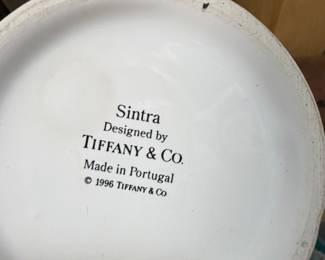 Sintra
Designed by
TIFFANY & CO.
Made in Portugal
© 1996 TIFFANY & CO.